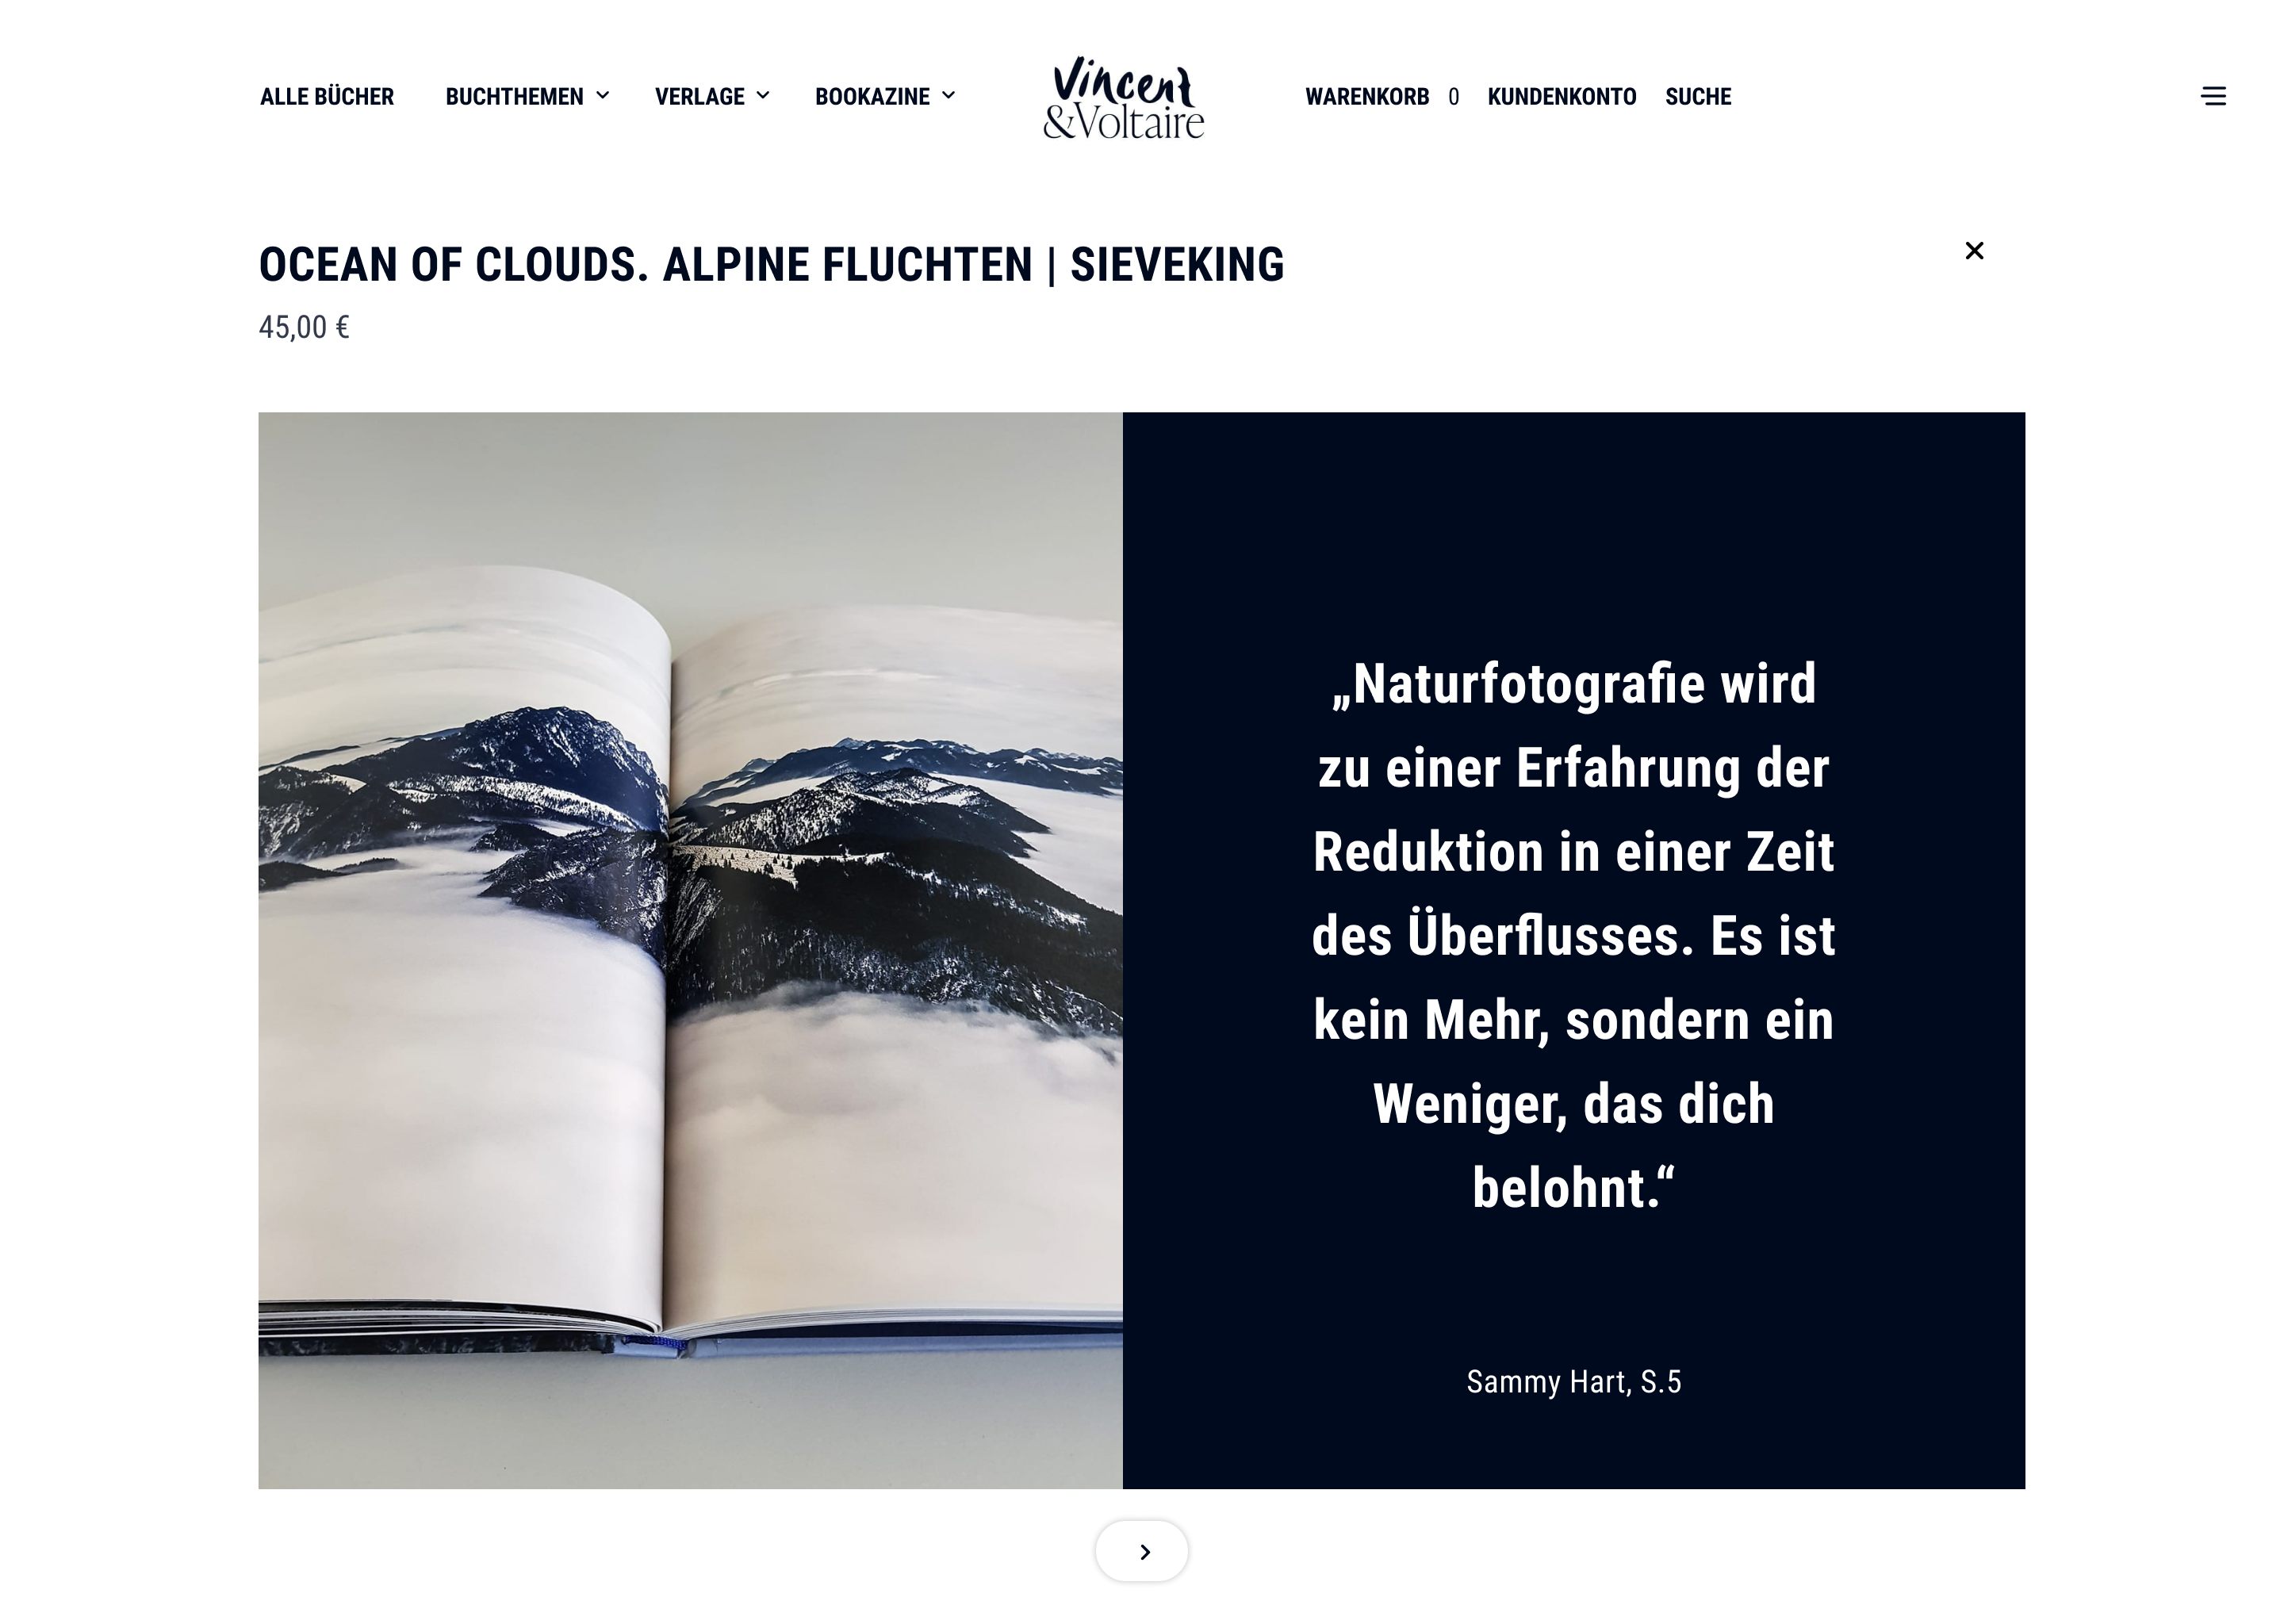 ALLE BÜCHER BUCHTHEMEN VERLAGE BOOKAZINE
Vincent
&Voltaire
WARENKORB 0 KUNDENKONTO SUCHE
OCEAN OF CLOUDS. ALPINE FLUCHTEN | SIEVEKING
45,00 €
„Naturfotografie wird
zu einer Erfahrung der
Reduktion in einer Zeit
des Überflusses. Es ist
kein Mehr, sondern ein
Weniger, das dich
belohnt.“
Sammy Hart, S.5